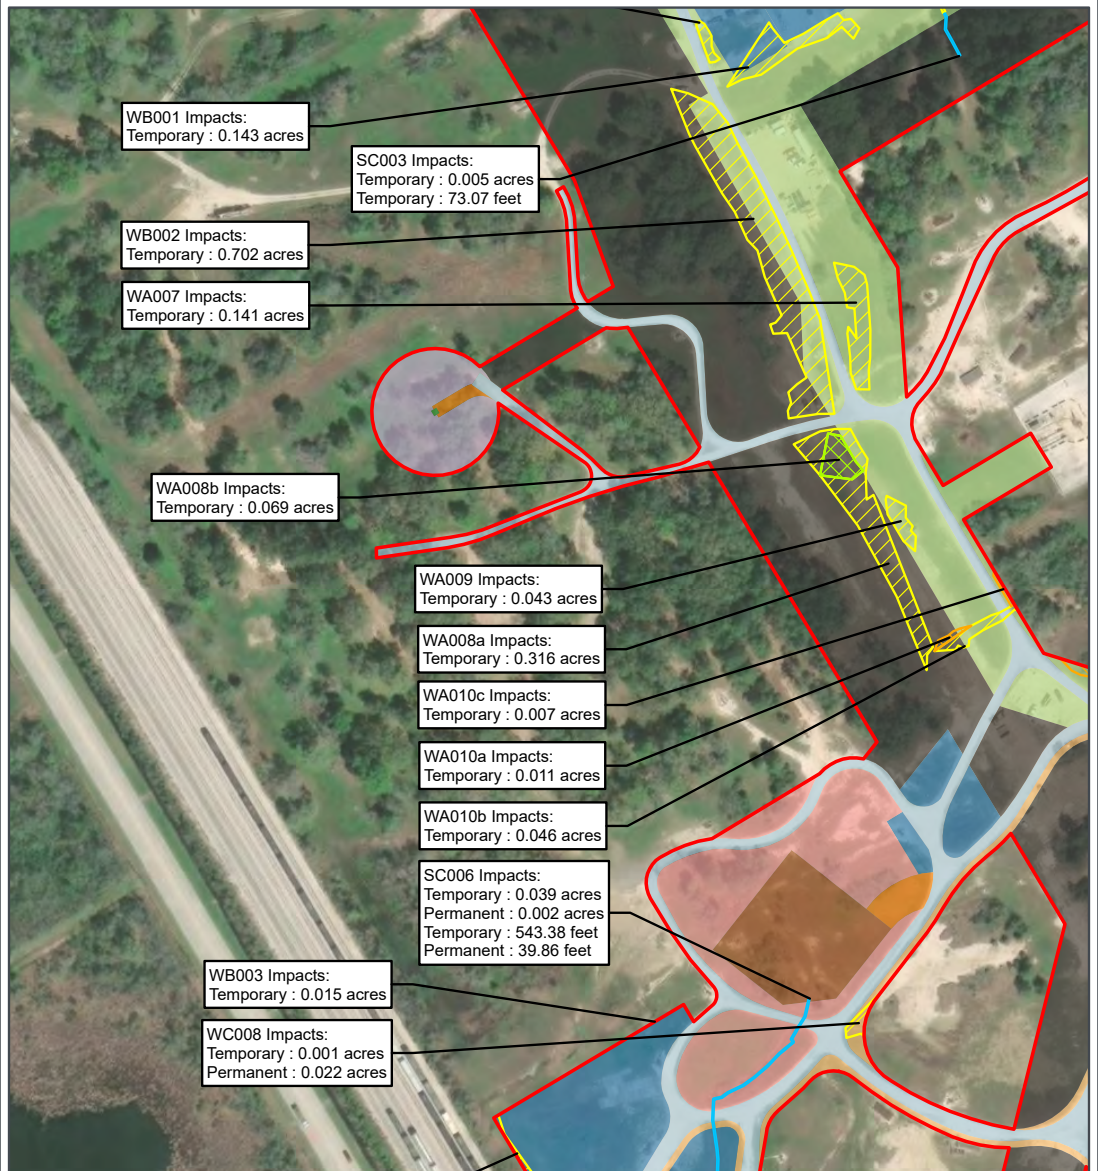 WB001 Impacts:
Temporary : 0.143 acres
SC003 Impacts:
Temporary : 0.005 acres
Temporary : 73.07 feet
WB002 Impacts:
Temporary : 0.702 acres
WA007 Impacts:
Temporary : 0.141 acres
WA008b Impacts:
Temporary : 0.069 acres
WA009 Impacts:
Temporary : 0.043 acres
WA008a Impacts:
Temporary : 0.316 acres
WA010c Impacts:
Temporary : 0.007 acres
WA010a Impacts:
Temporary : 0.011 acres
WA010b Impacts:
Temporary : 0.046 acres
SC006 Impacts:
Temporary : 0.039 acres
Permanent : 0.002 acres
Temporary : 543.38 feet
Permanent : 39.86 feet
WB003 Impacts:
Temporary : 0.015 acres
WC008 Impacts:
Temporary : 0.001 acres
Permanent : 0.022 acres